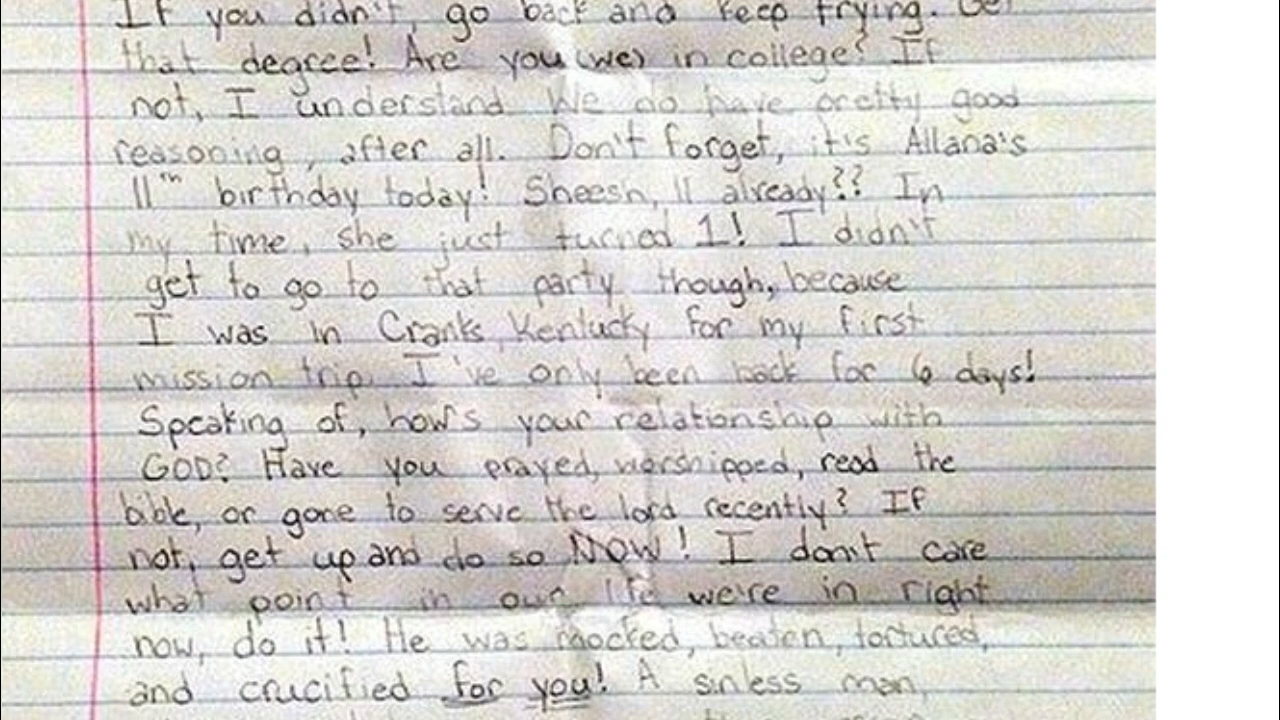 If you didn't, go back and keep trying. Get
that degree! Are you (we) in college? If
not, I understand. We do have pretty good
reasoning, after all. Don't forget, it's Allana's
11th birthday today! Sheesh, 11 already?? In
my time, she just turned 1! I didn't
get to go to that party though, because
I was in Cranks, Kentucky for my first
mission trip. I've only been back for 6 days!
Speaking of, how's your relationship with
GOD? Have you prayed, worshipped, read the
bible, or gone to serve the lord recently? If
not, get up and do so NOW! I don't care
what point in our life we're in right
now, do it! He was mocked, beaten, tortured,
and crucified for you! A sinless man,